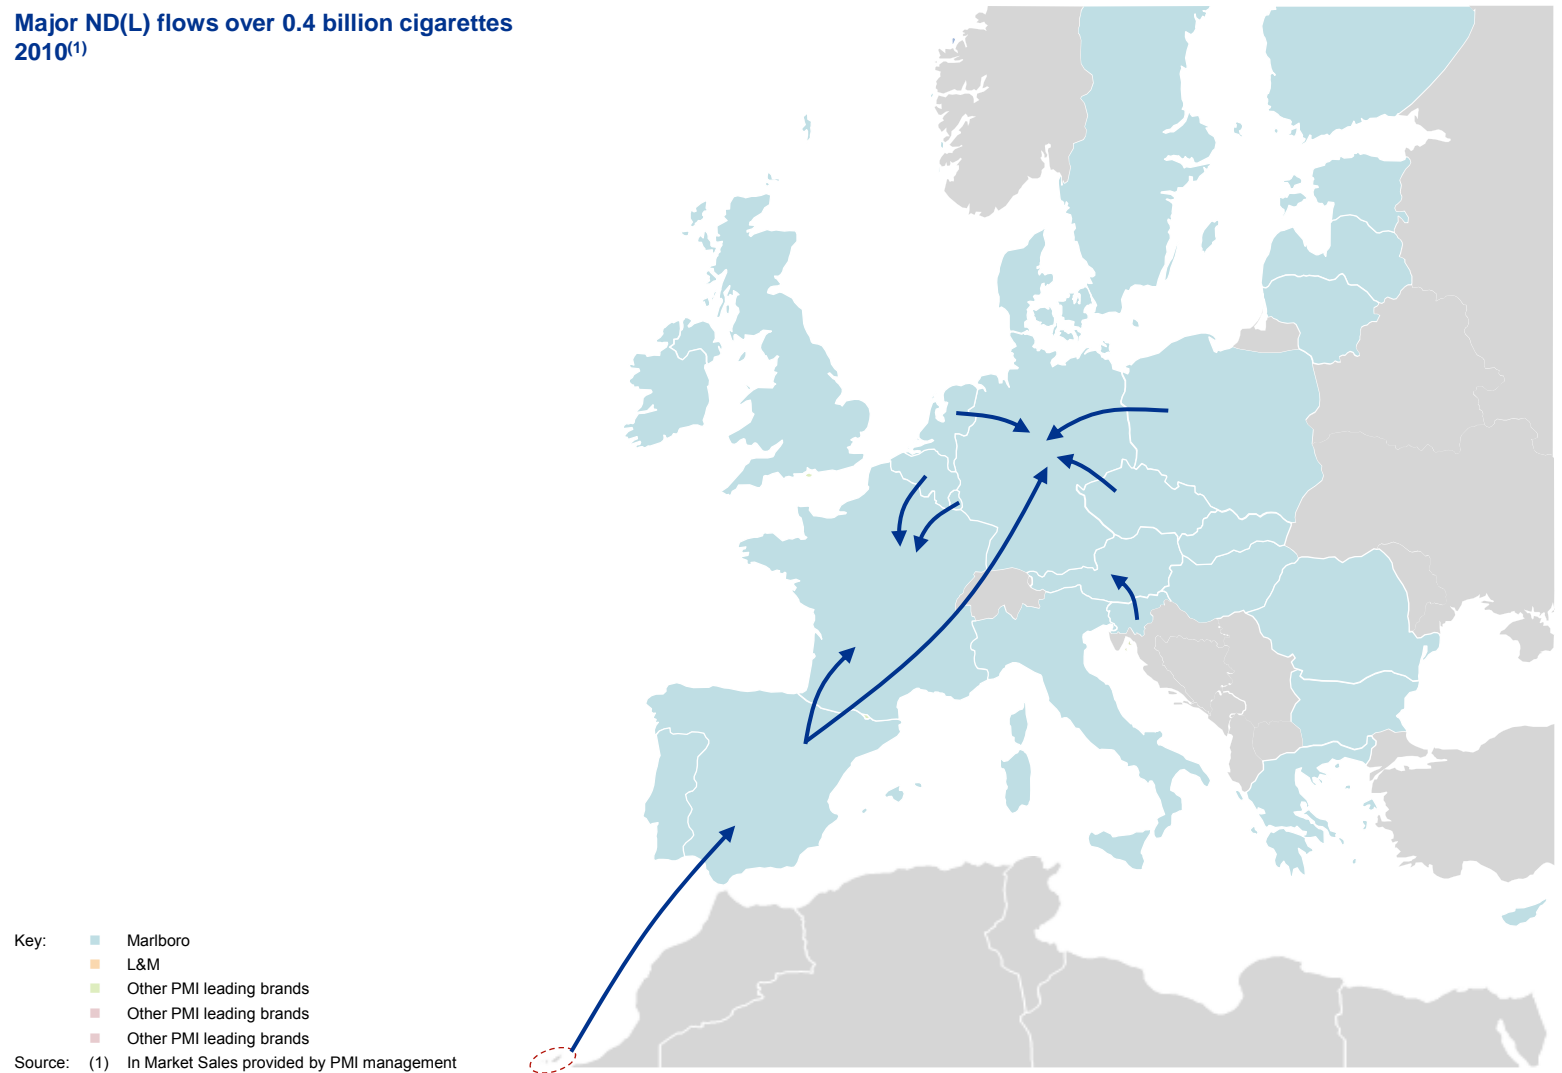 Major ND(L) flows over 0.4 billion cigarettes
2010(1)
Key:
Marlboro
L&M
Other PMI leading brands
Other PMI leading brands
Other PMI leading brands
Source: (1) In Market Sales provided by PMI management